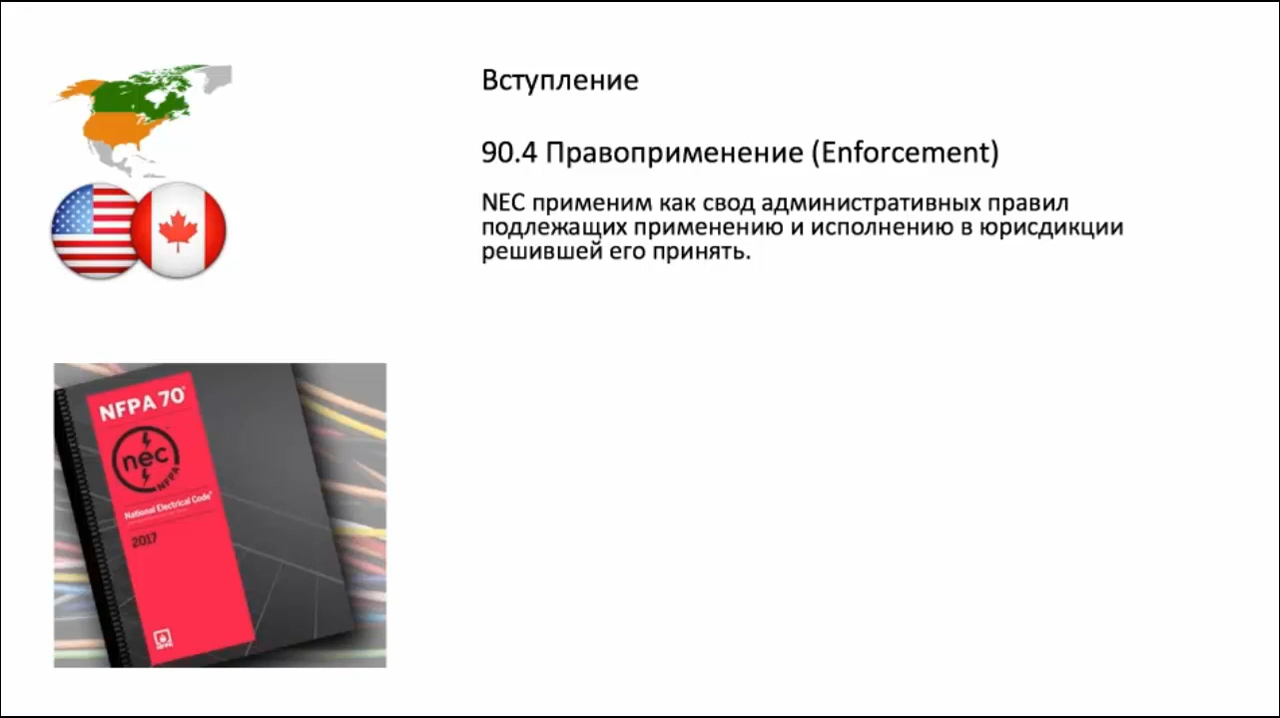 Вступление
90.4 Правоприменение (Enforcement)
NEC применим как свод административных правил
подлежащих применению и исполнению в юрисдикции
решившей его принять.
NFPA 70®
nec
NFPA
National Electrical Code®
2017
NFPA